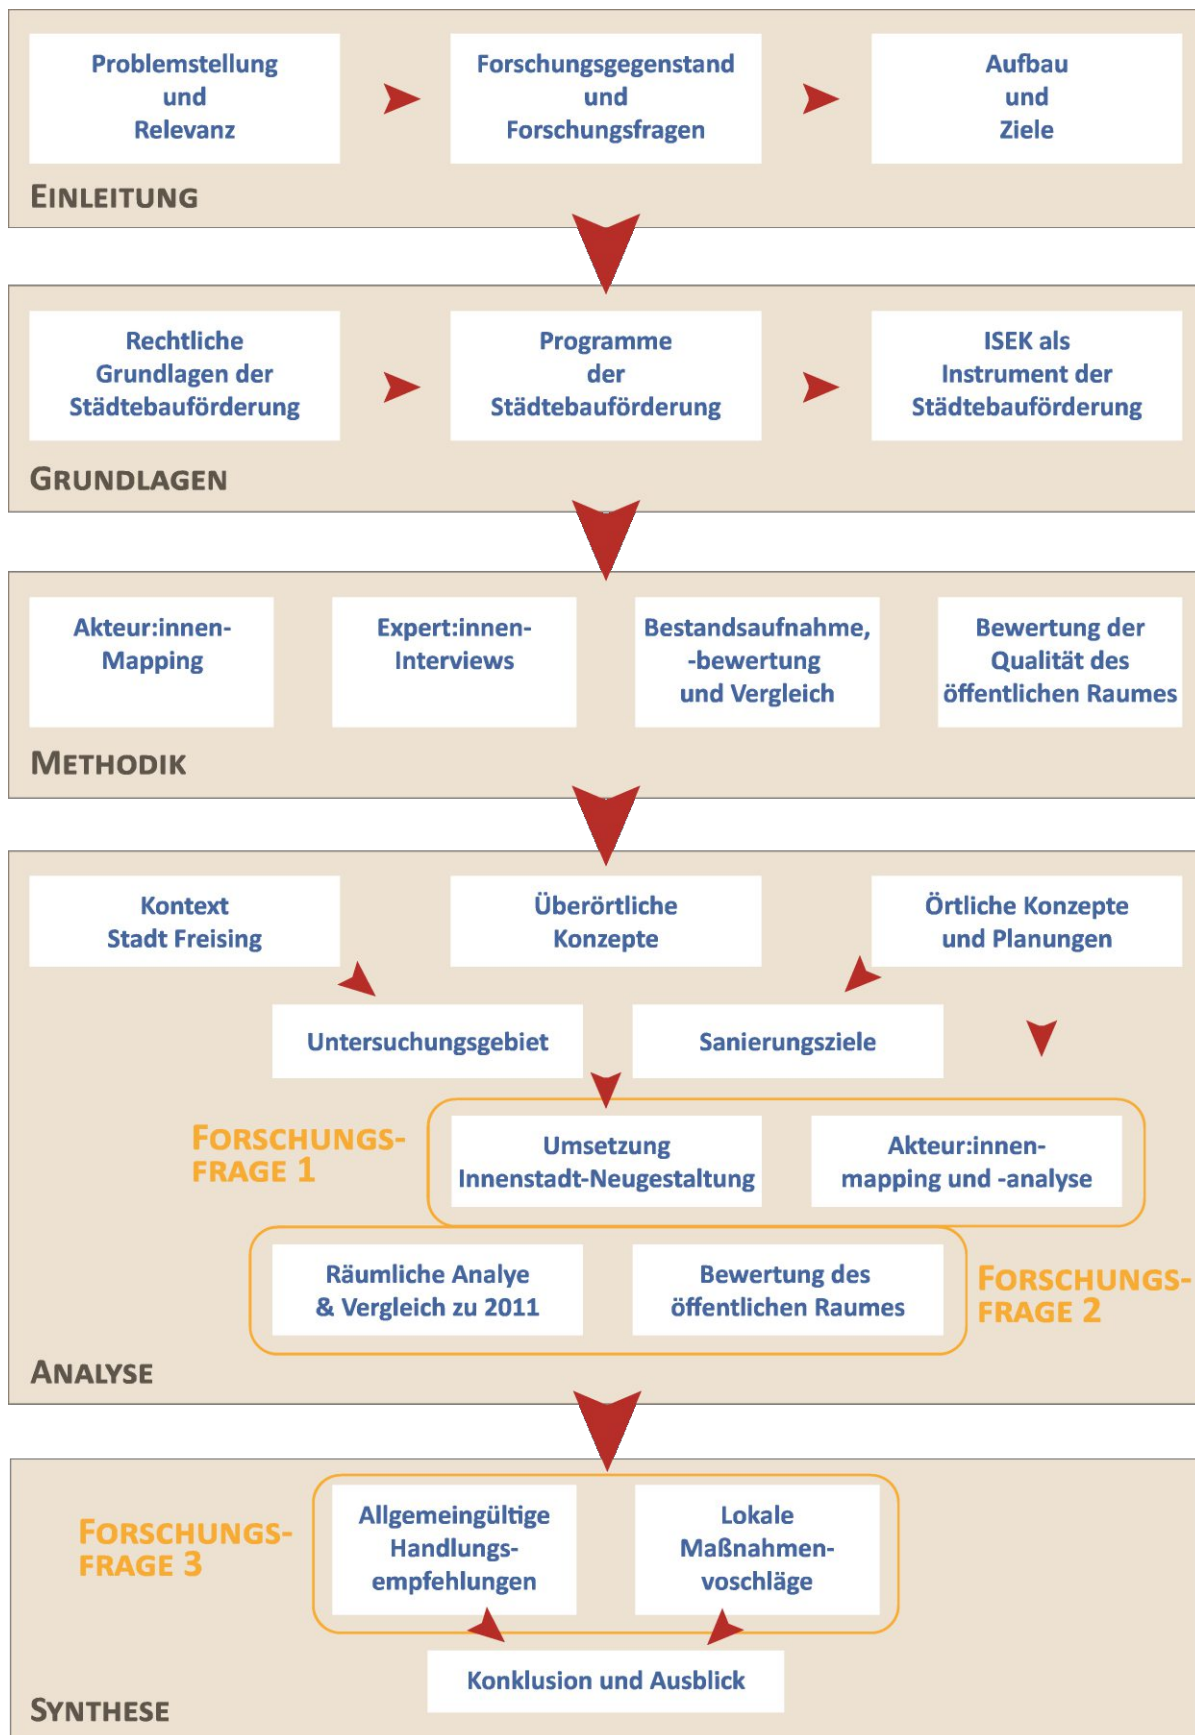 Problemstellung
und
Relevanz
Forschungsgegenstand
und
Forschungsfragen
Aufbau
und
Ziele
EINLEITUNG
Rechtliche
Grundlagen der
Städtebauförderung
Programme
der
Städtebauförderung
ISEK als
Instrument der
Städtebauförderung
GRUNDLAGEN
Akteur:innen-
Mapping
Expert:innen-
Interviews
Bestandsaufnahme,
-bewertung
und Vergleich
Bewertung der
Qualität des
öffentlichen Raumes
METHODIK
Kontext
Stadt Freising
Überörtliche
Konzepte
Örtliche Konzepte
und Planungen
Untersuchungsgebiet
Sanierungsziele
FORSCHUNGS-
FRAGE 1
Umsetzung
Innenstadt-Neugestaltung
Akteur:innen-
mapping und -analyse
Räumliche Analye
& Vergleich zu 2011
Bewertung des
öffentlichen Raumes
FORSCHUNGS-
FRAGE 2
ANALYSE
FORSCHUNGS-
FRAGE 3
Allgemeingültige
Handlungs-
empfehlungen
Lokale
Maßnahmen-
voschläge
Konklusion und Ausblick
SYNTHESE